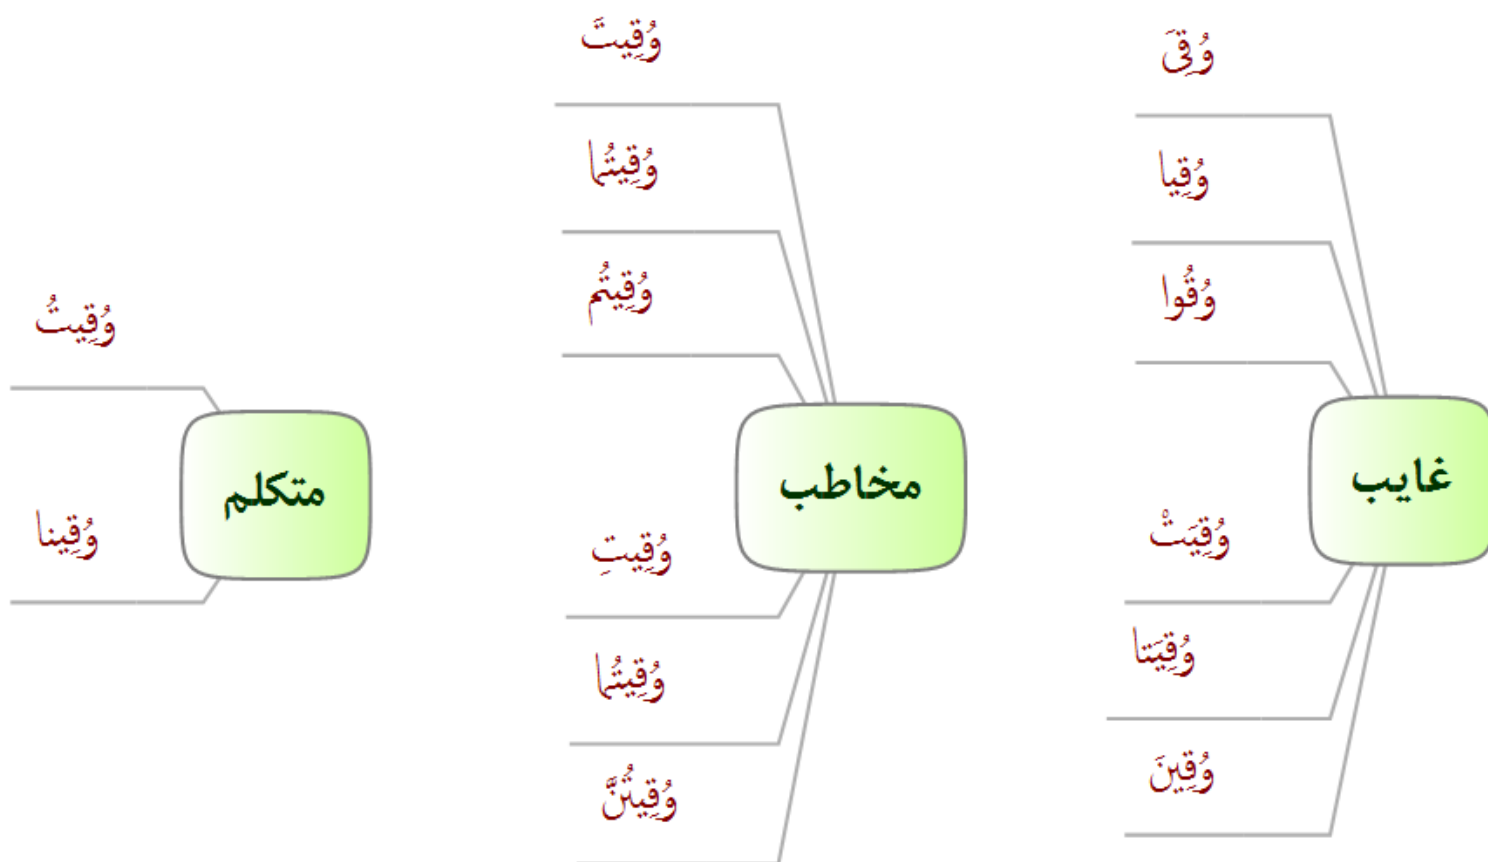 غايب
وُقِیَ
وُقِيا
وُقُوا
وُقِيَتْ
وُقِيَتا
وُقِينَ
مخاطب
وُقِيتَ
وُقِيتُما
وُقِيتُم
وُقِيتِ
وُقِيتُما
وُقِيتُنَّ
متكلم
وُقِيتُ
وُقِينا